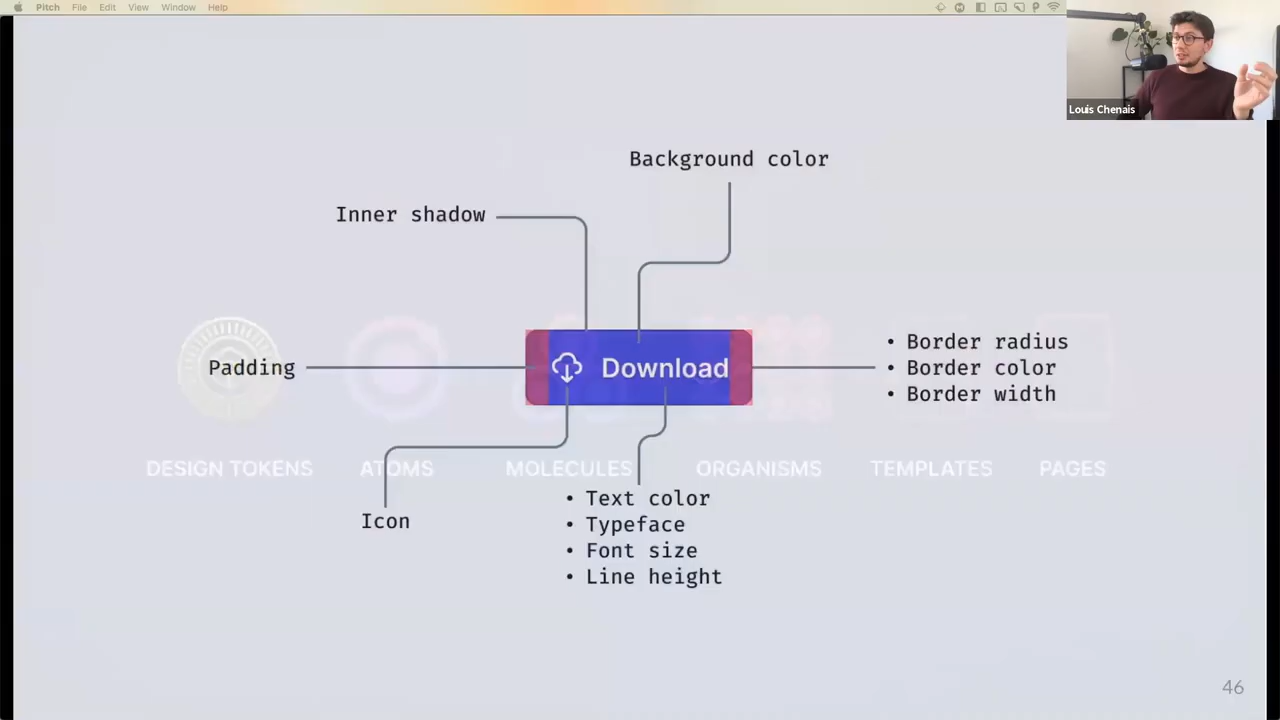 Pitch File Edit View Window Help
Louis Chenais
Background color
Inner shadow
Padding
Download
• Border radius
• Border color
• Border width
DESIGN TOKENS ATOMS MOLECULES ORGANISMS TEMPLATES PAGES
Icon
• Text color
• Typeface
• Font size
• Line height
46